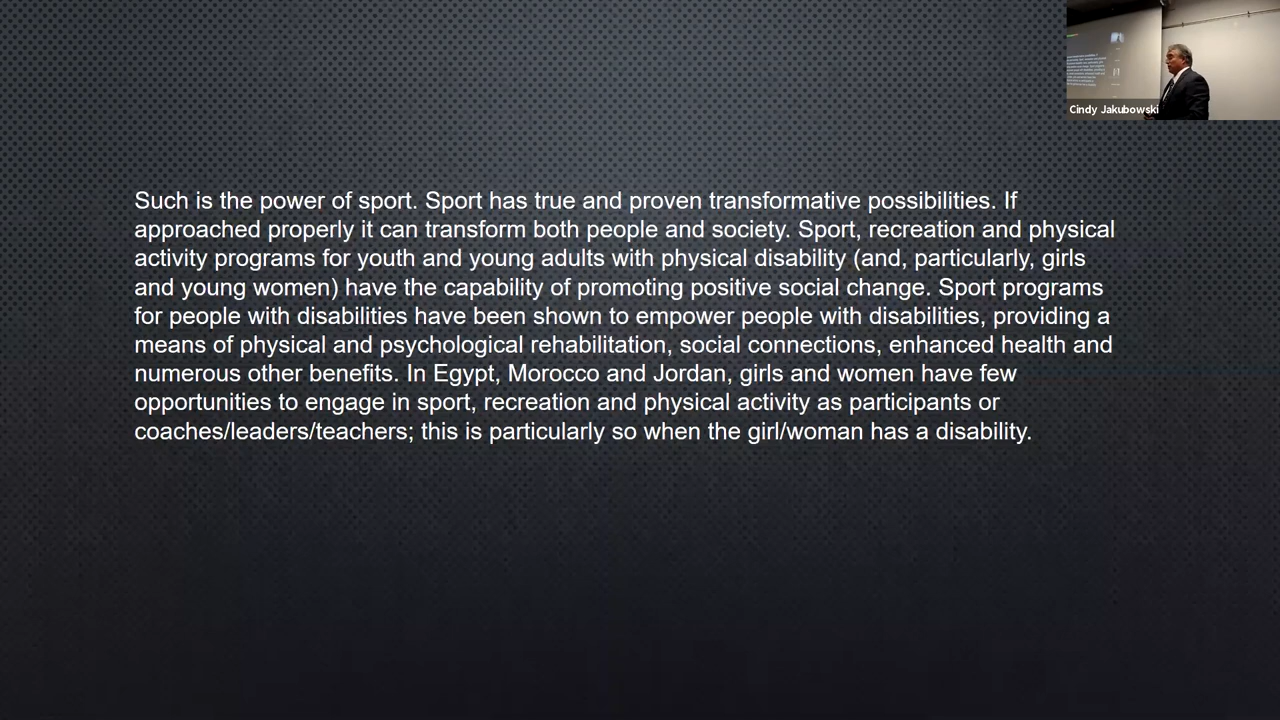 Cindy Jakubowski
Such is the power of sport. Sport has true and proven transformative possibilities. If
approached properly it can transform both people and society. Sport, recreation and physical
activity programs for youth and young adults with physical disability (and, particularly, girls
and young women) have the capability of promoting positive social change. Sport programs
for people with disabilities have been shown to empower people with disabilities, providing a
means of physical and psychological rehabilitation, social connections, enhanced health and
numerous other benefits. In Egypt, Morocco and Jordan, girls and women have few
opportunities to engage in sport, recreation and physical activity as participants or
coaches/leaders/teachers; this is particularly so when the girl/woman has a disability.